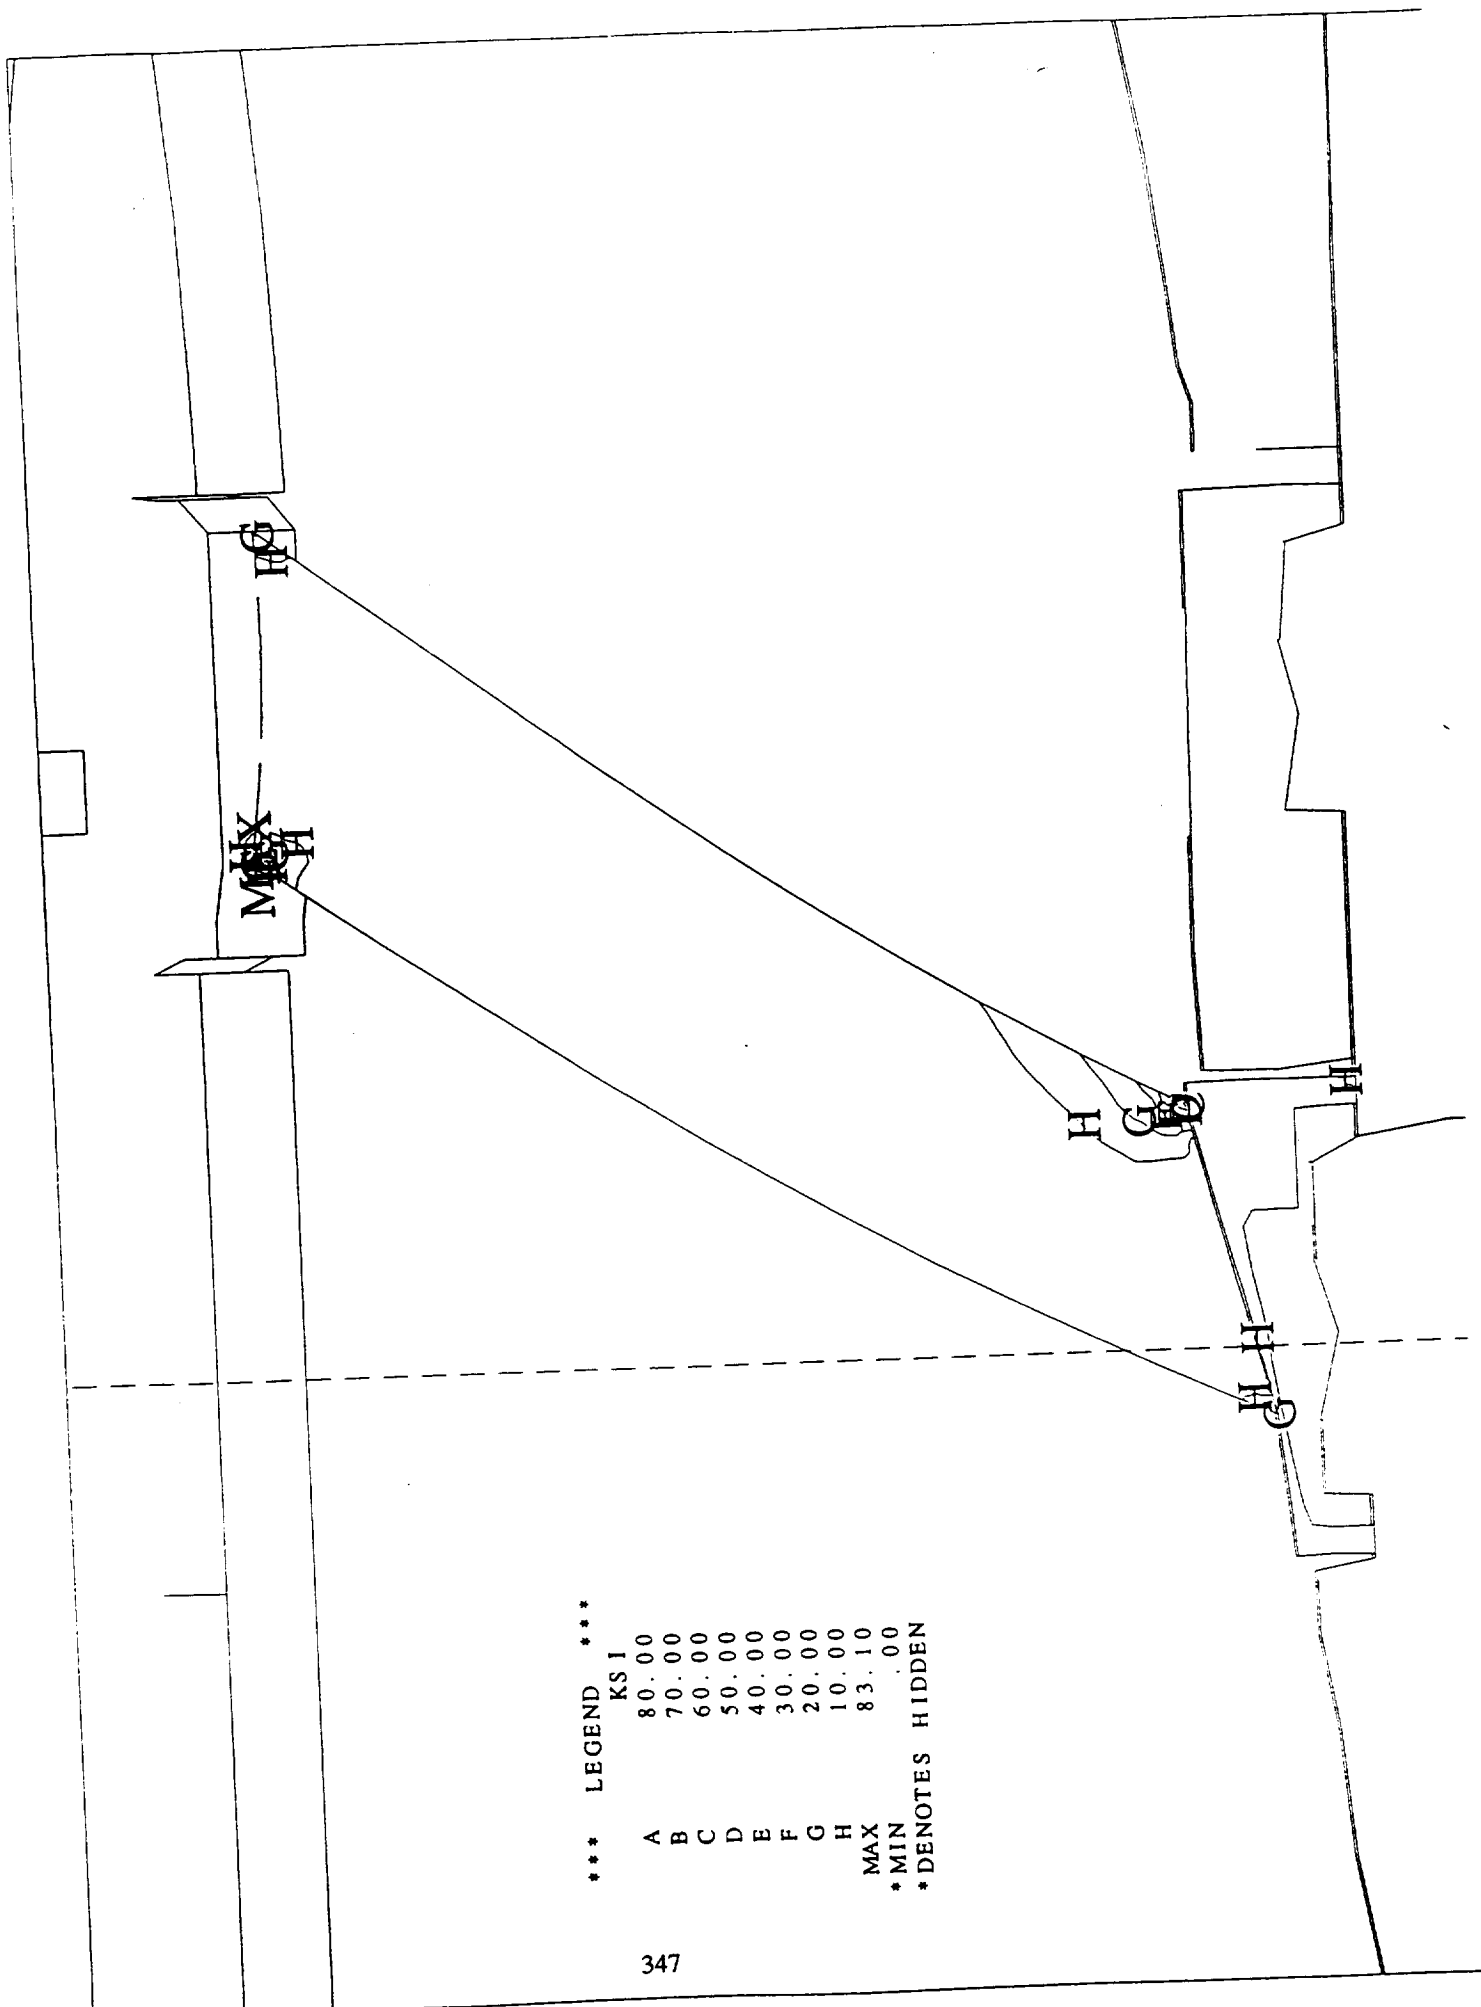 *** LEGEND ***
KSI
A 80.00
B 70.00
C 60.00
D 50.00
E 40.00
F 30.00
G 20.00
H 10.00
MAX 83.10
*MIN .00
*DENOTES HIDDEN
347
G
H
H
X
M
G
H
H
G
H
H
H
G